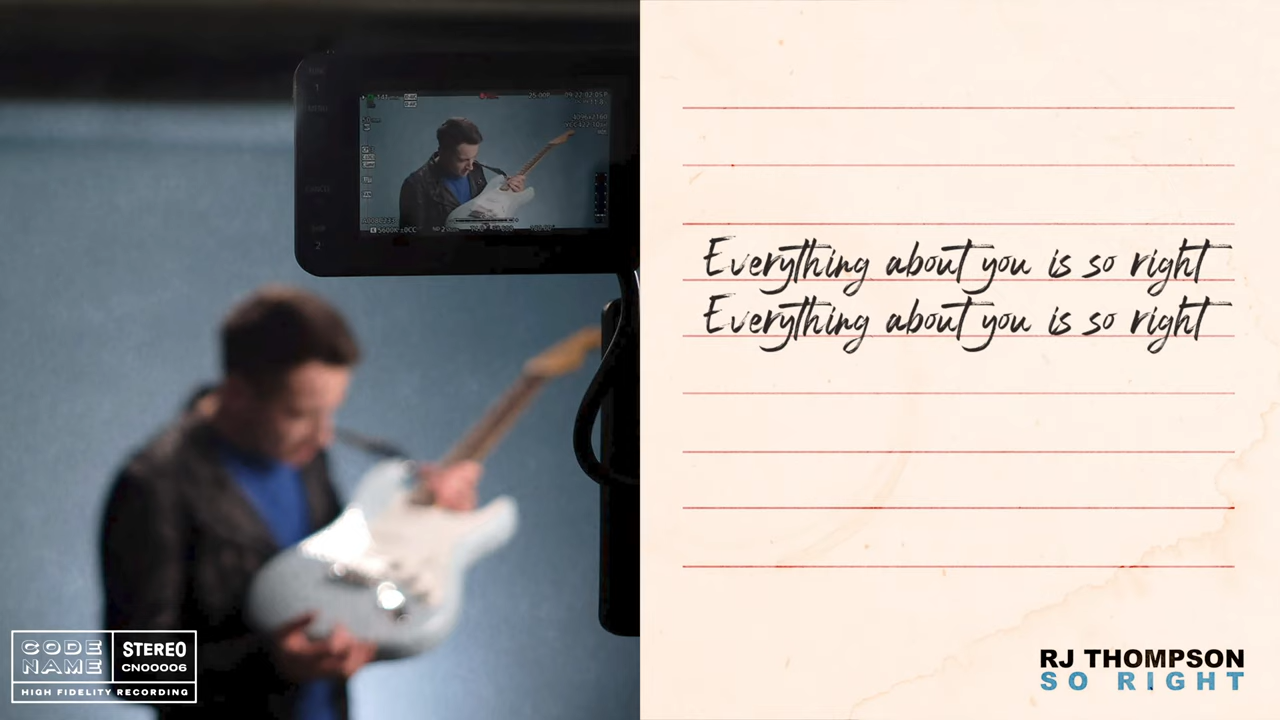 Everything about you is so right
Everything about you is so right
CODE NAME
STEREO
CN00006
HIGH FIDELITY RECORDING
RJ THOMPSON
SO RIGHT